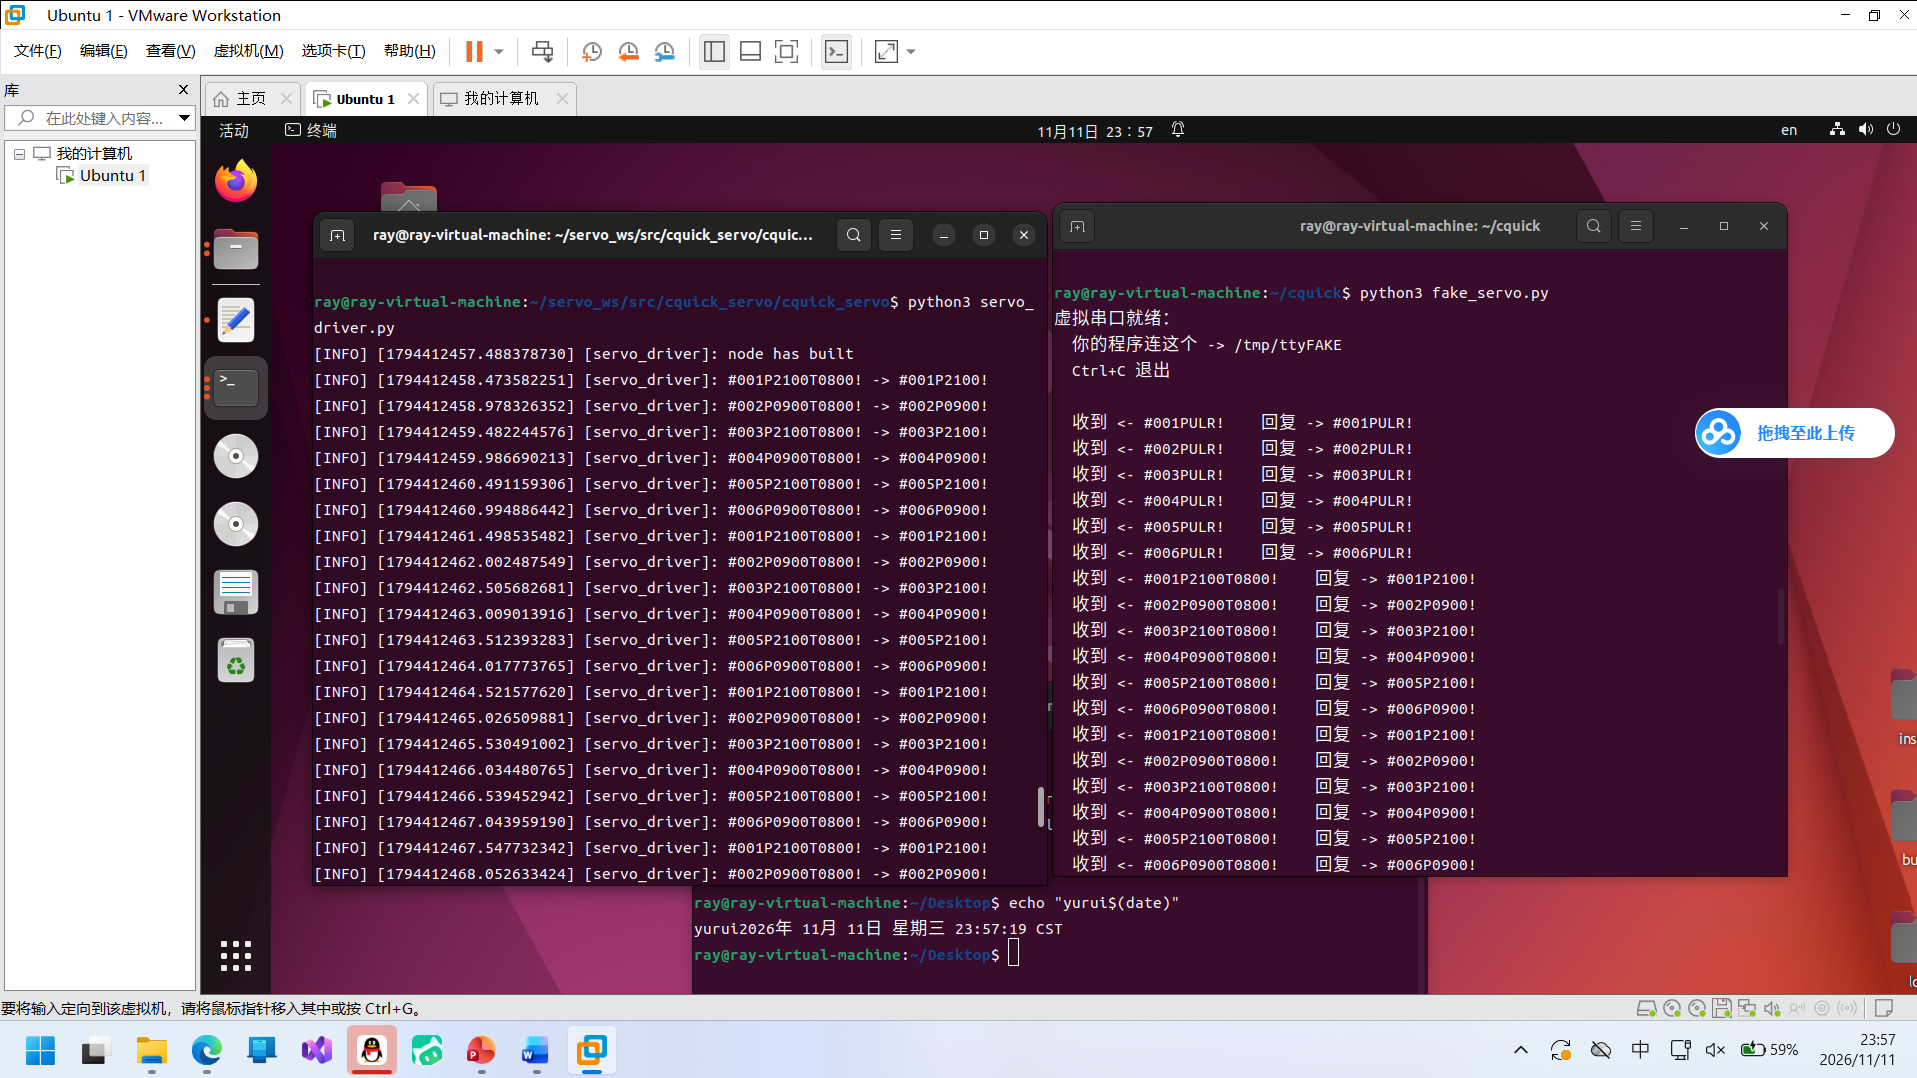 Ubuntu 1 - VMware Workstation
文件(F) 编辑(E) 查看(V) 虚拟机(M) 选项卡(T) 帮助(H)
库
在此处键入内容...
我的计算机
Ubuntu 1
主页
Ubuntu 1
我的计算机
活动 终端
11月11日 23：57
en
ray@ray-virtual-machine: ~/servo_ws/src/cquick_servo/cquic...
ray@ray-virtual-machine:~/servo_ws/src/cquick_servo/cquick_servo$ python3 servo_
driver.py
[INFO] [1794412457.488378730] [servo_driver]: node has built
[INFO] [1794412458.473582251] [servo_driver]: #001P2100T0800! -> #001P2100!
[INFO] [1794412458.978326352] [servo_driver]: #002P0900T0800! -> #002P0900!
[INFO] [1794412459.482244576] [servo_driver]: #003P2100T0800! -> #003P2100!
[INFO] [1794412459.986690213] [servo_driver]: #004P0900T0800! -> #004P0900!
[INFO] [1794412460.491159306] [servo_driver]: #005P2100T0800! -> #005P2100!
[INFO] [1794412460.994886442] [servo_driver]: #006P0900T0800! -> #006P0900!
[INFO] [1794412461.498535482] [servo_driver]: #001P2100T0800! -> #001P2100!
[INFO] [1794412462.002487549] [servo_driver]: #002P0900T0800! -> #002P0900!
[INFO] [1794412462.505682681] [servo_driver]: #003P2100T0800! -> #003P2100!
[INFO] [1794412463.009013916] [servo_driver]: #004P0900T0800! -> #004P0900!
[INFO] [1794412463.512393283] [servo_driver]: #005P2100T0800! -> #005P2100!
[INFO] [1794412464.017773765] [servo_driver]: #006P0900T0800! -> #006P0900!
[INFO] [1794412464.521577620] [servo_driver]: #001P2100T0800! -> #001P2100!
[INFO] [1794412465.026509881] [servo_driver]: #002P0900T0800! -> #002P0900!
[INFO] [1794412465.530491002] [servo_driver]: #003P2100T0800! -> #003P2100!
[INFO] [1794412466.034480765] [servo_driver]: #004P0900T0800! -> #004P0900!
[INFO] [1794412466.539452942] [servo_driver]: #005P2100T0800! -> #005P2100!
[INFO] [1794412467.043959190] [servo_driver]: #006P0900T0800! -> #006P0900!
[INFO] [1794412467.547732342] [servo_driver]: #001P2100T0800! -> #001P2100!
[INFO] [1794412468.052633424] [servo_driver]: #002P0900T0800! -> #002P0900!
ray@ray-virtual-machine: ~/cquick
ray@ray-virtual-machine:~/cquick$ python3 fake_servo.py
虚拟串口就绪：
你的程序连这个 -> /tmp/ttyFAKE
Ctrl+C 退出
收到 <- #001PULR! 回复 -> #001PULR!
收到 <- #002PULR! 回复 -> #002PULR!
收到 <- #003PULR! 回复 -> #003PULR!
收到 <- #004PULR! 回复 -> #004PULR!
收到 <- #005PULR! 回复 -> #005PULR!
收到 <- #006PULR! 回复 -> #006PULR!
收到 <- #001P2100T0800! 回复 -> #001P2100!
收到 <- #002P0900T0800! 回复 -> #002P0900!
收到 <- #003P2100T0800! 回复 -> #003P2100!
收到 <- #004P0900T0800! 回复 -> #004P0900!
收到 <- #005P2100T0800! 回复 -> #005P2100!
收到 <- #006P0900T0800! 回复 -> #006P0900!
收到 <- #001P2100T0800! 回复 -> #001P2100!
收到 <- #002P0900T0800! 回复 -> #002P0900!
收到 <- #003P2100T0800! 回复 -> #003P2100!
收到 <- #004P0900T0800! 回复 -> #004P0900!
收到 <- #005P2100T0800! 回复 -> #005P2100!
收到 <- #006P0900T0800! 回复 -> #006P0900!
拖拽至此上传
ins
bu
lo
ray@ray-virtual-machine:~/Desktop$ echo "yurui$(date)"
yurui2026年 11月 11日 星期三 23:57:19 CST
ray@ray-virtual-machine:~/Desktop$
要将输入定向到该虚拟机，请将鼠标指针移入其中或按 Ctrl+G。
中
59%
23:57
2026/11/11